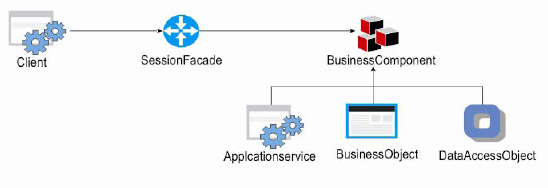 Client
SessionFacade
BusinessComponent
Applcationservice
BusinessObject
DataAccessObject